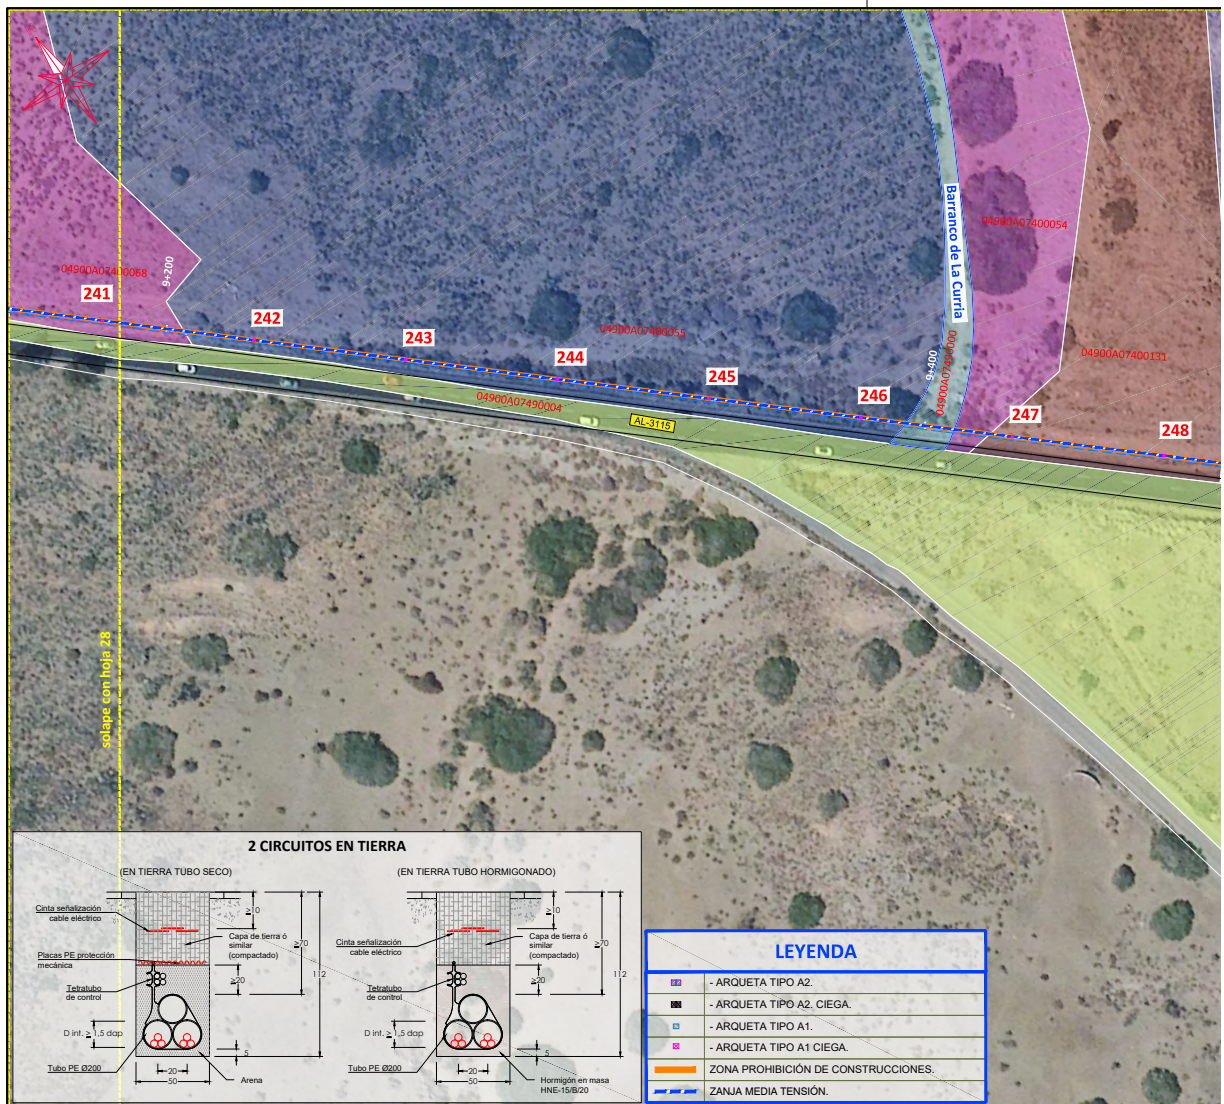 04900A07400054
Barranco de La Curria
04900A07400068
9+200
241
242
243
244
245
246
247
248
04900A07400055
04900A07400131
9+400
04900A07490000
04900A07490004
AL-3115
solape con hoja 28
2 CIRCUITOS EN TIERRA
(EN TIERRA TUBO SECO)
Cinta señalización
cable eléctrico
Placas PE protección
mecánica
Tetratubo
de control
D int. ≥ 1,5 dap
Tubo PE Ø200
Capa de tierra ó
similar
(compactado)
≥10
≥70
≥20
112
5
20
50
Arena
(EN TIERRA TUBO HORMIGONADO)
Cinta señalización
cable eléctrico
Tetratubo
de control
D int. ≥ 1,5 dap
Tubo PE Ø200
Capa de tierra ó
similar
(compactado)
≥10
≥70
≥20
112
5
20
50
Hormigón en masa
HNE-15/B/20
LEYENDA
- ARQUETA TIPO A2.
- ARQUETA TIPO A2. CIEGA.
- ARQUETA TIPO A1.
- ARQUETA TIPO A1 CIEGA.
ZONA PROHIBICIÓN DE CONSTRUCCIONES.
ZANJA MEDIA TENSIÓN.